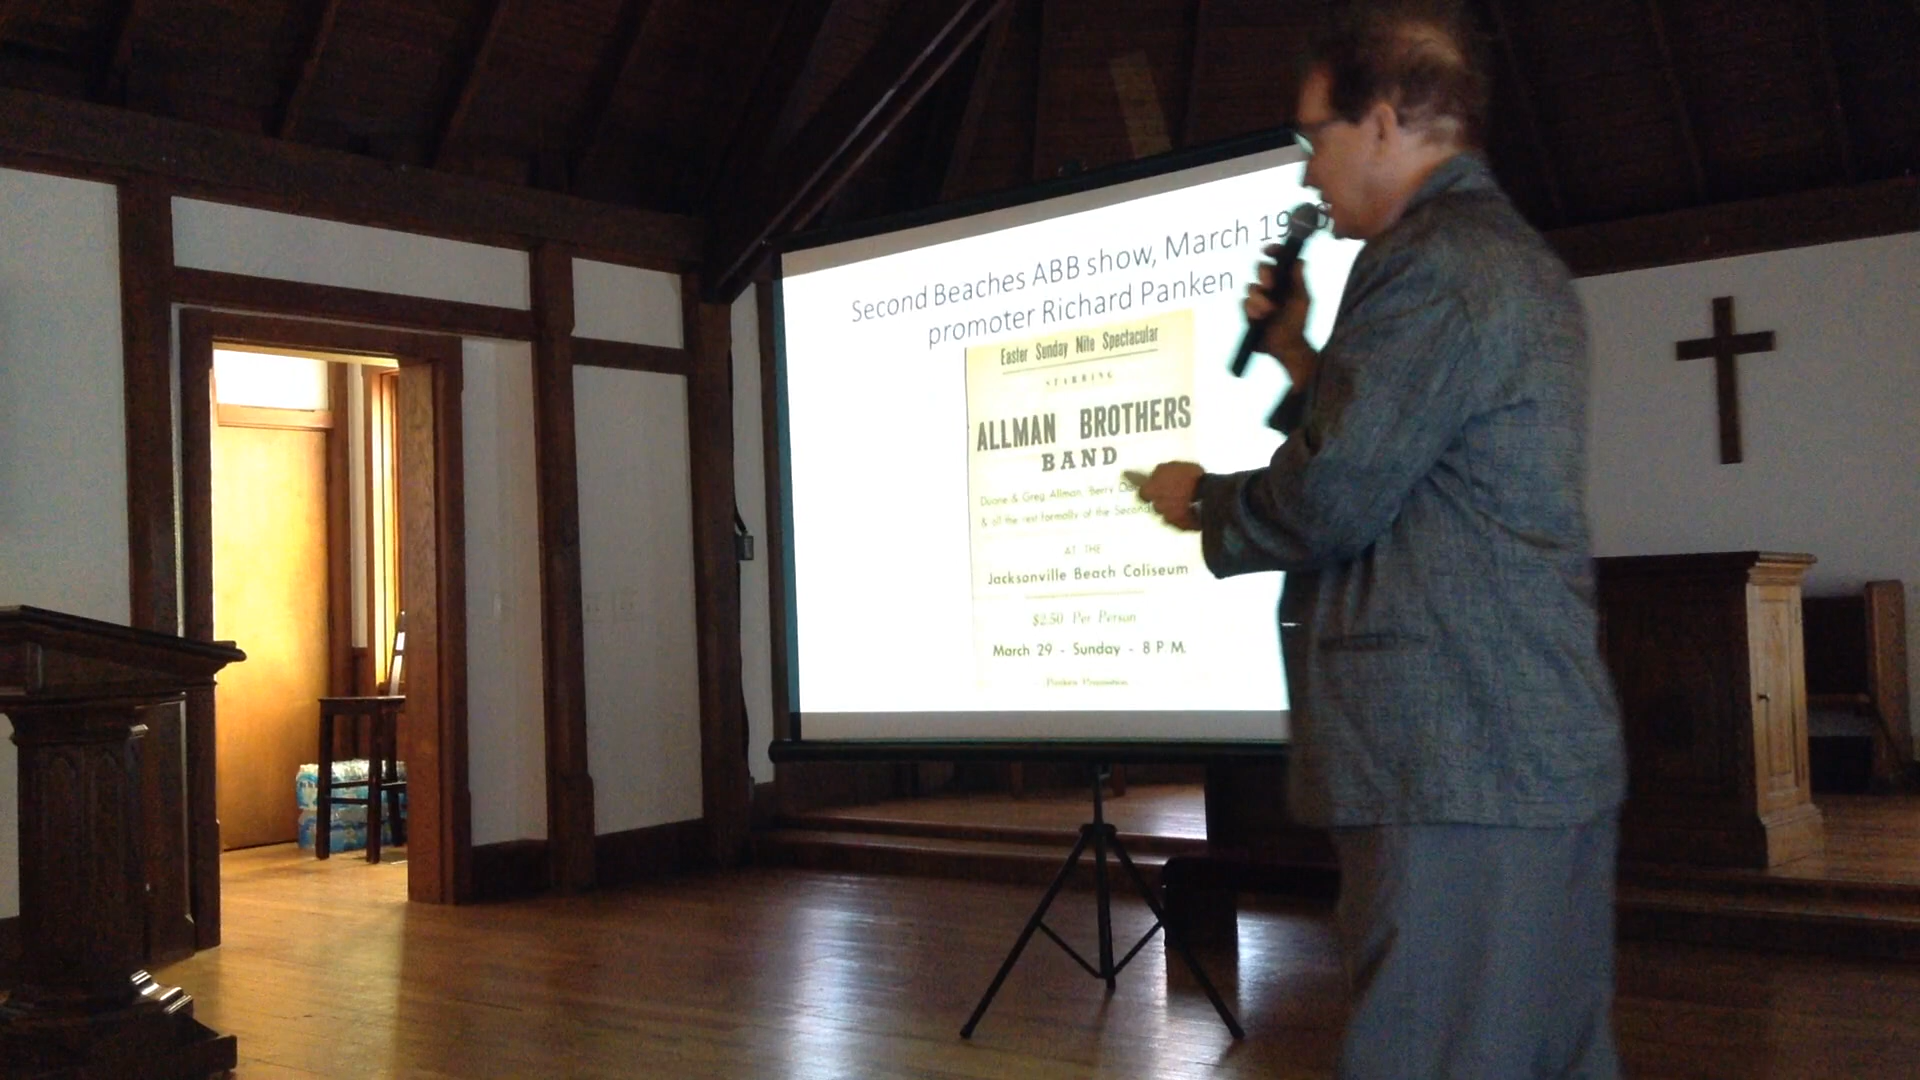 Second Beaches ABB show, March 19
promoter Richard Panken
Easter Sunday Nite Spectacular
STARRING
ALLMAN BROTHERS
BAND
Duane & Greg Allman, Berry
& all the rest formally of the Second
AT THE
Jacksonville Beach Coliseum
$2.50 Per Person
March 29 - Sunday - 8 P M.